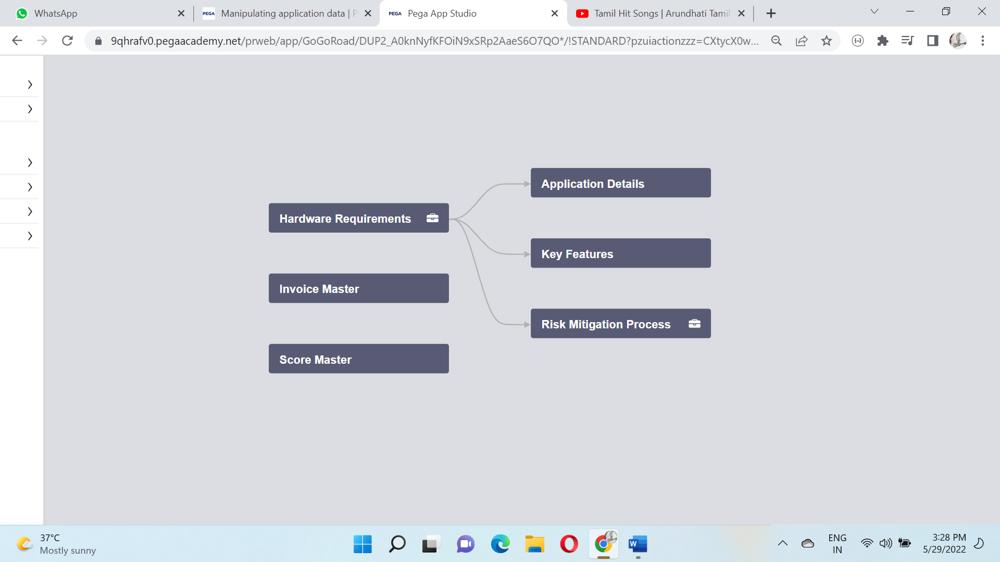 WhatsApp
PEGA Manipulating application data | P
PEGA Pega App Studio
Tamil Hit Songs | Arundhati Tamil
9qhrafv0.pegaacademy.net/prweb/app/GoGoRoad/DUP2_A0knNyfKFOiN9xSRp2AaeS6O7QO*/!STANDARD?pzuiactionzzz=CXtycX0w...
Application Details
Hardware Requirements
Key Features
Invoice Master
Risk Mitigation Process
Score Master
37°C
Mostly sunny
W
ENG
IN
3:28 PM
5/29/2022